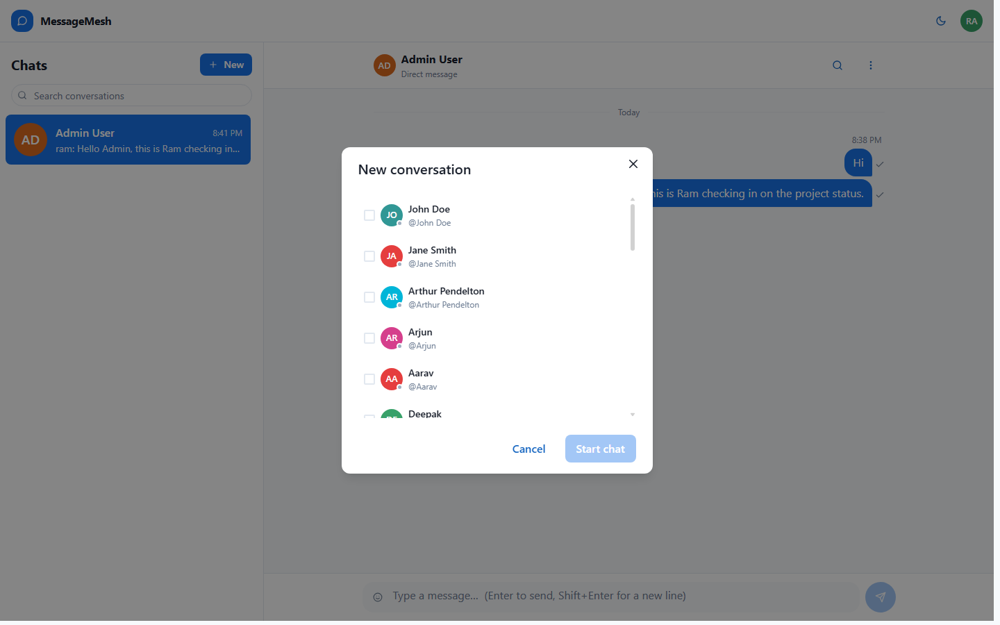 MessageMesh
RA
Chats
+ New
Search conversations
AD
Admin User
8:41 PM
ram: Hello Admin, this is Ram checking in...
AD
Admin User
Direct message
Today
8:38 PM
Hi
his is Ram checking in on the project status.
New conversation
JO
John Doe
@John Doe
JA
Jane Smith
@Jane Smith
AR
Arthur Pendelton
@Arthur Pendelton
AR
Arjun
@Arjun
AA
Aarav
@Aarav
Deepak
Cancel
Start chat
Type a message... (Enter to send, Shift+Enter for a new line)